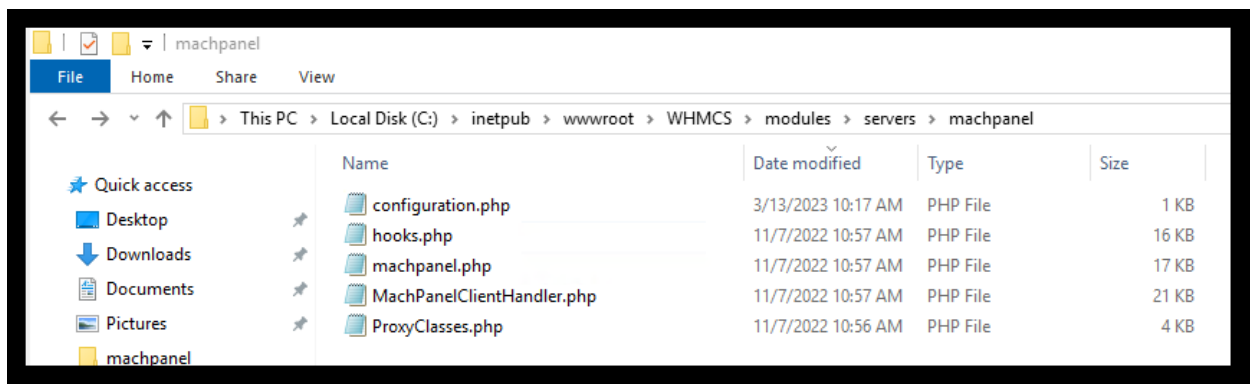 machpanel
File Home Share View
This PC > Local Disk (C:) > inetpub > wwwroot > WHMCS > modules > servers > machpanel
Name Date modified Type Size
Quick access
Desktop
Downloads
Documents
Pictures
machpanel
configuration.php 3/13/2023 10:17 AM PHP File 1 KB
hooks.php 11/7/2022 10:57 AM PHP File 16 KB
machpanel.php 11/7/2022 10:57 AM PHP File 17 KB
MachPanelClientHandler.php 11/7/2022 10:57 AM PHP File 21 KB
ProxyClasses.php 11/7/2022 10:56 AM PHP File 4 KB